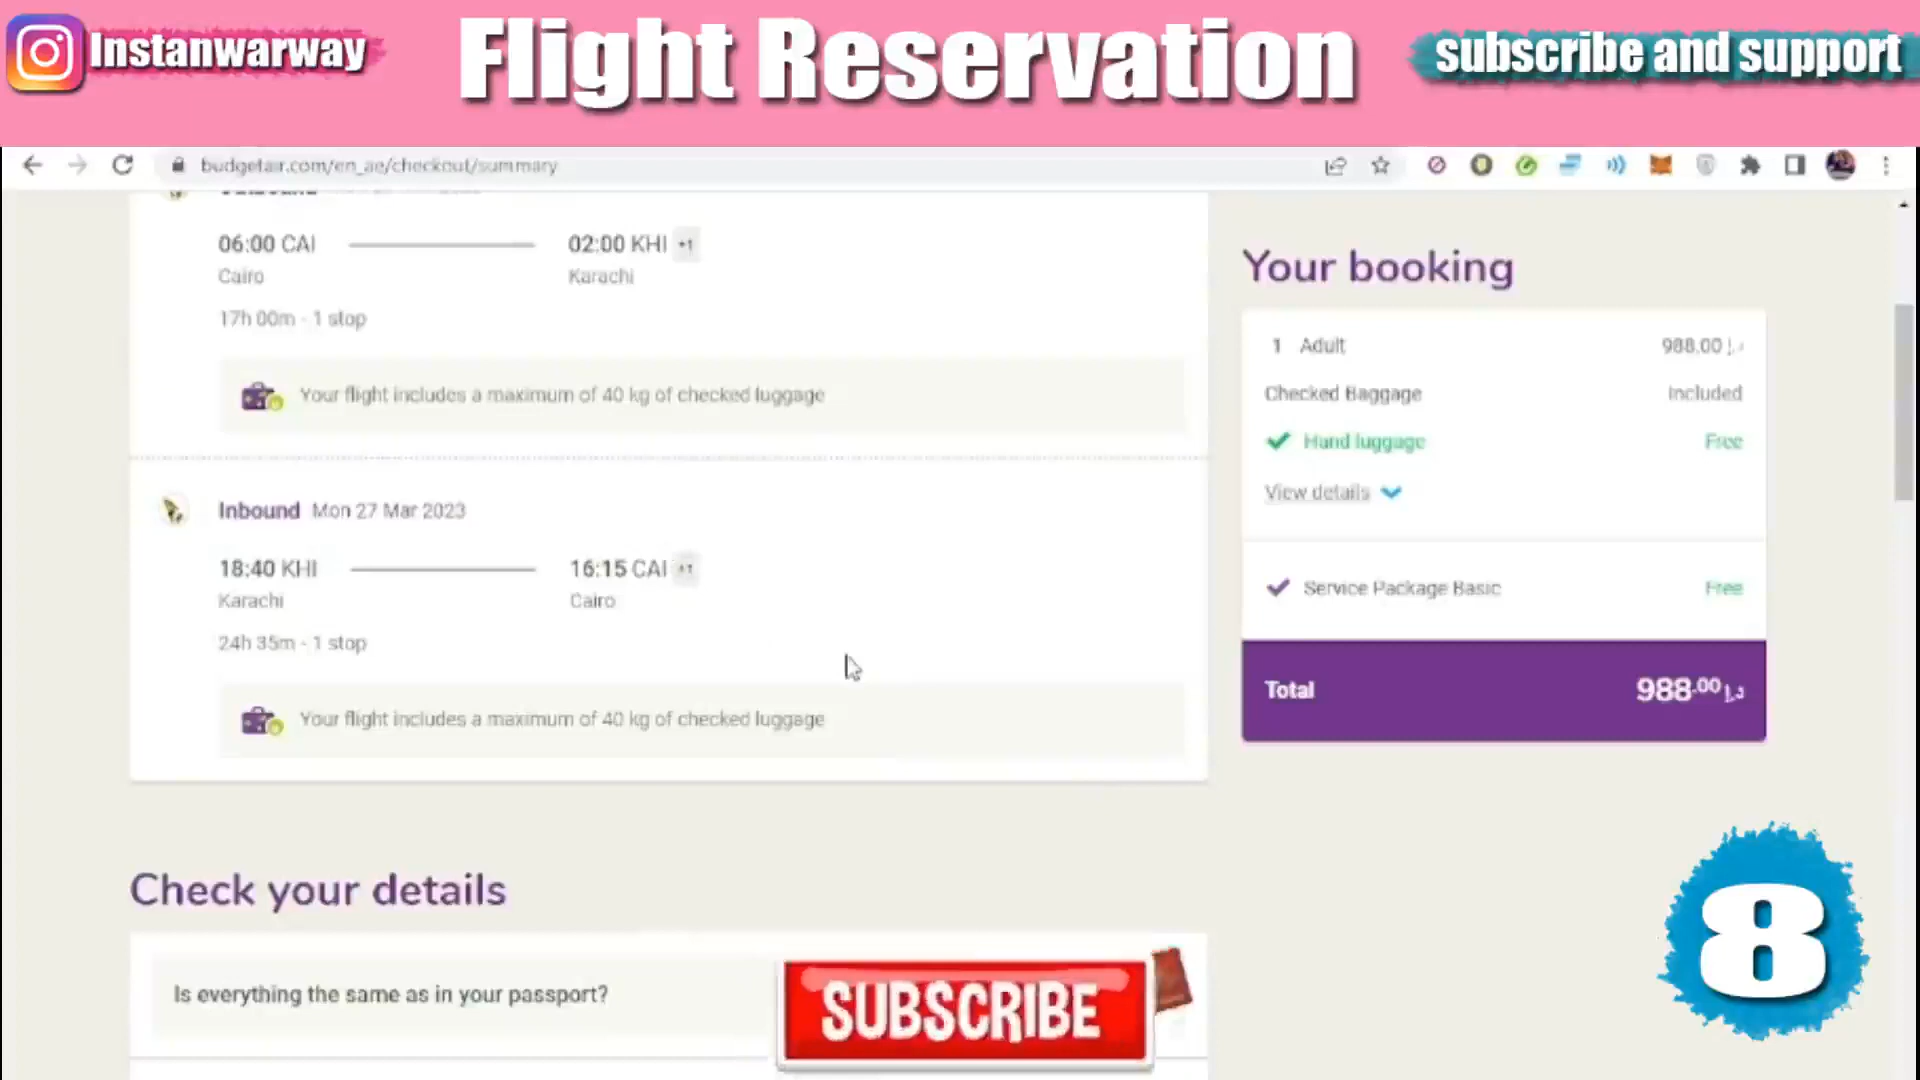 Instanwarway
Flight Reservation
subscribe and support
budgetair.com/en_ae/checkout/summary
06:00 CAI
02:00 KHI +1
Cairo
Karachi
17h 00m - 1 stop
Your flight includes a maximum of 40 kg of checked luggage
Inbound Mon 27 Mar 2023
18:40 KHI
16:15 CAI +1
Karachi
Cairo
24h 35m - 1 stop
Your flight includes a maximum of 40 kg of checked luggage
Check your details
Is everything the same as in your passport?
Your booking
1 Adult 988.00 د.إ
Checked Baggage Included
Hand luggage Free
View details
Service Package Basic Free
Total 988.00 د.إ
8
SUBSCRIBE